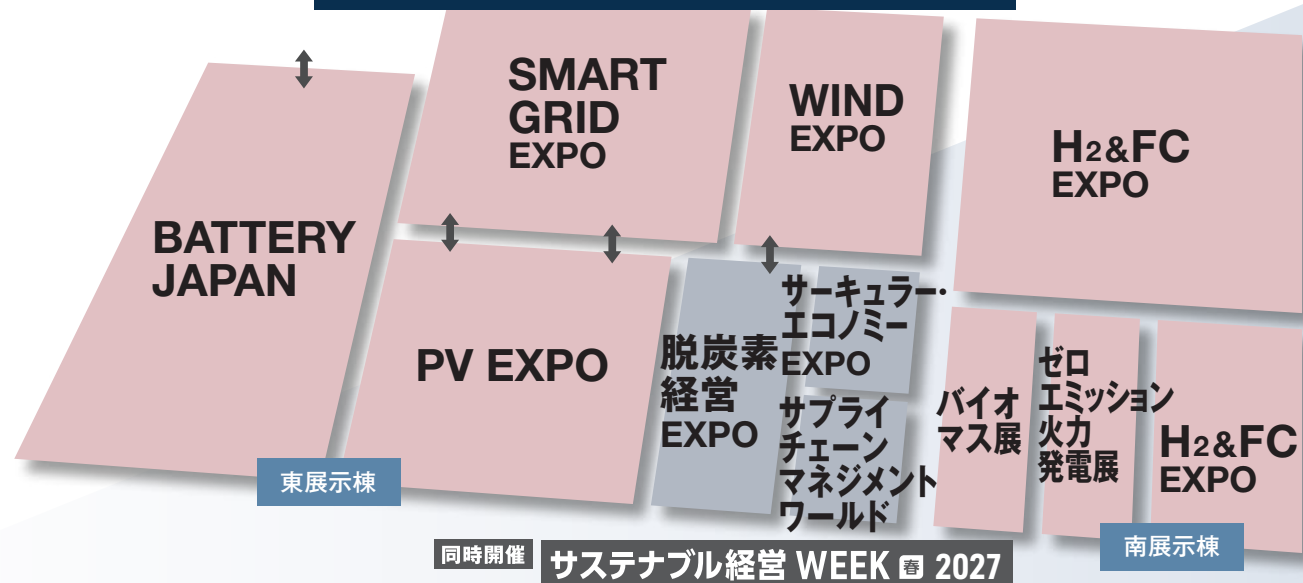 SMART
GRID
EXPO
WIND
EXPO
H2&FC
EXPO
BATTERY
JAPAN
PV EXPO
脱炭素
経営
EXPO
サーキュラー・
エコノミー
EXPO
サプライ
チェーン
マネジメント
ワールド
バイオ
マス展
ゼロ
エミッション
火力
発電展
H2&FC
EXPO
東展示棟
南展示棟
同時開催 サステナブル経営 WEEK 春 2027